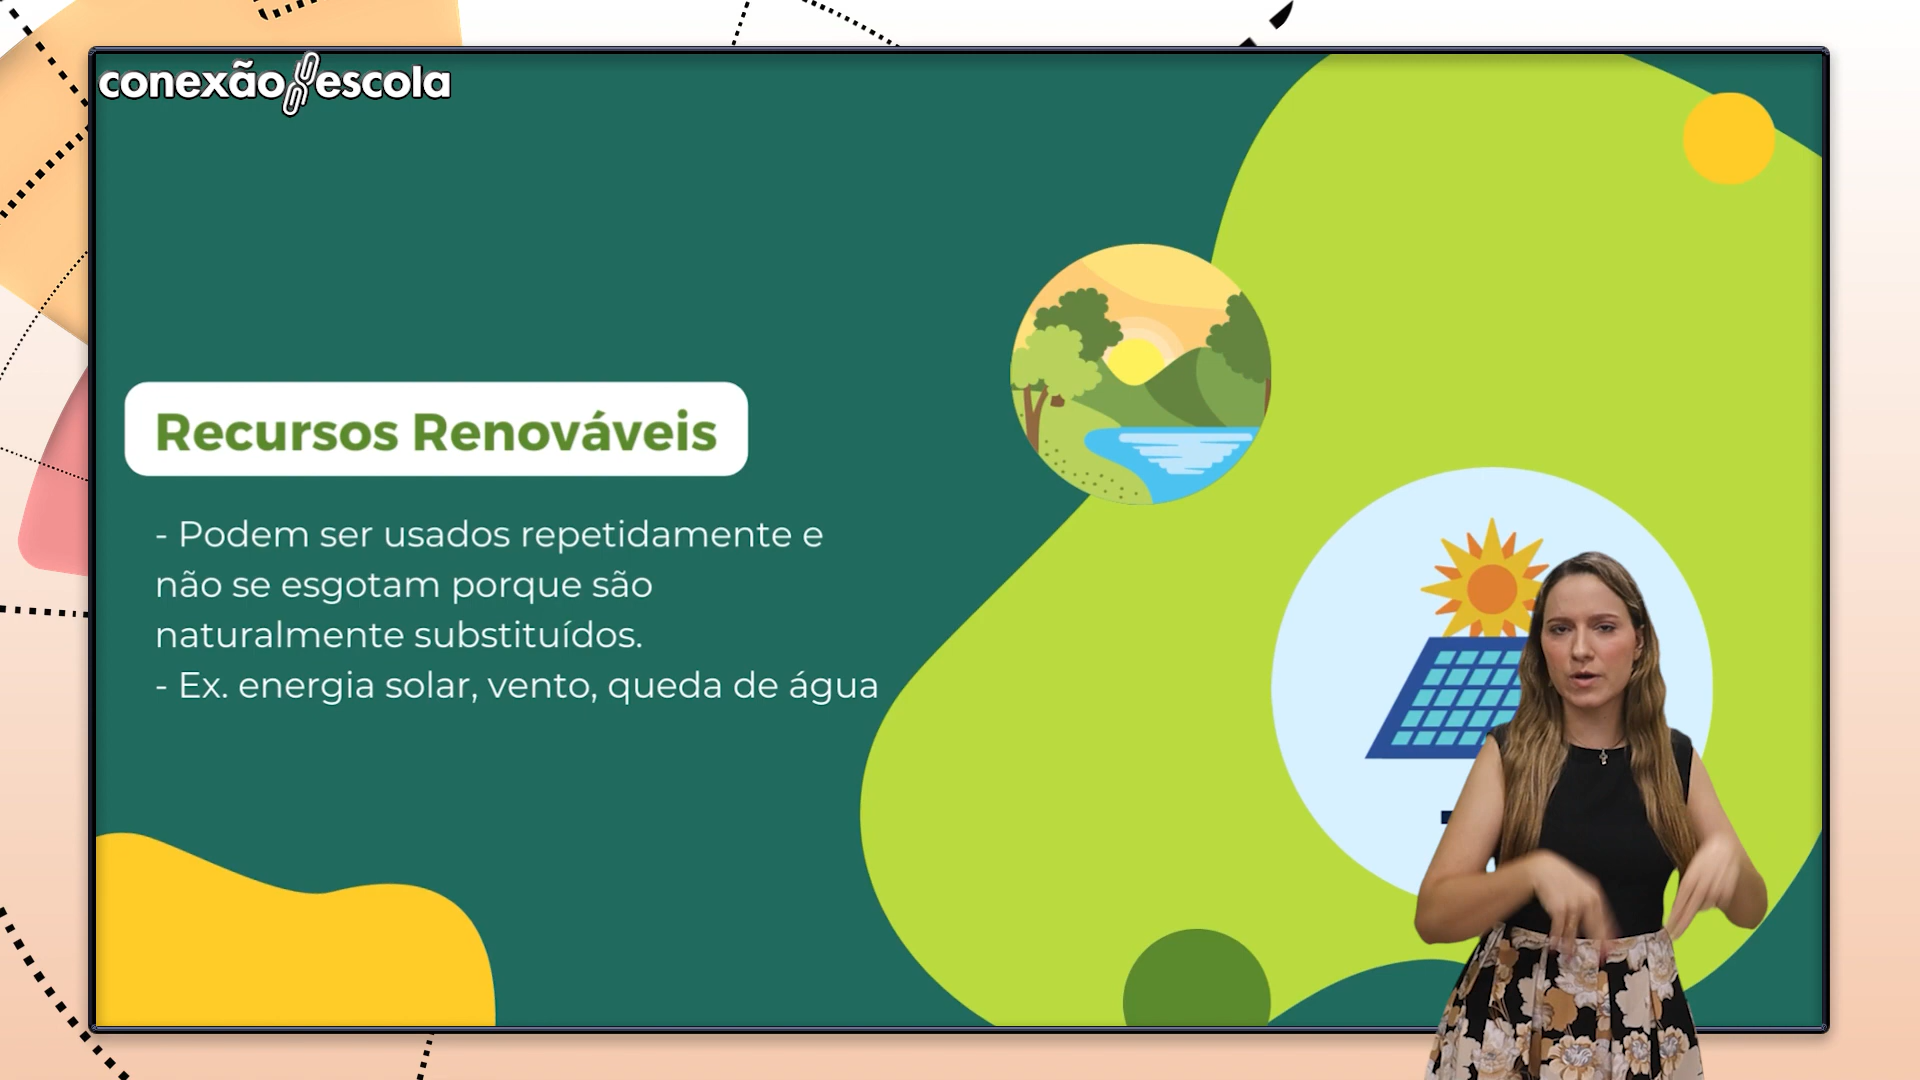 conexão escola
Recursos Renováveis
- Podem ser usados repetidamente e
não se esgotam porque são
naturalmente substituídos.
- Ex. energia solar, vento, queda de água